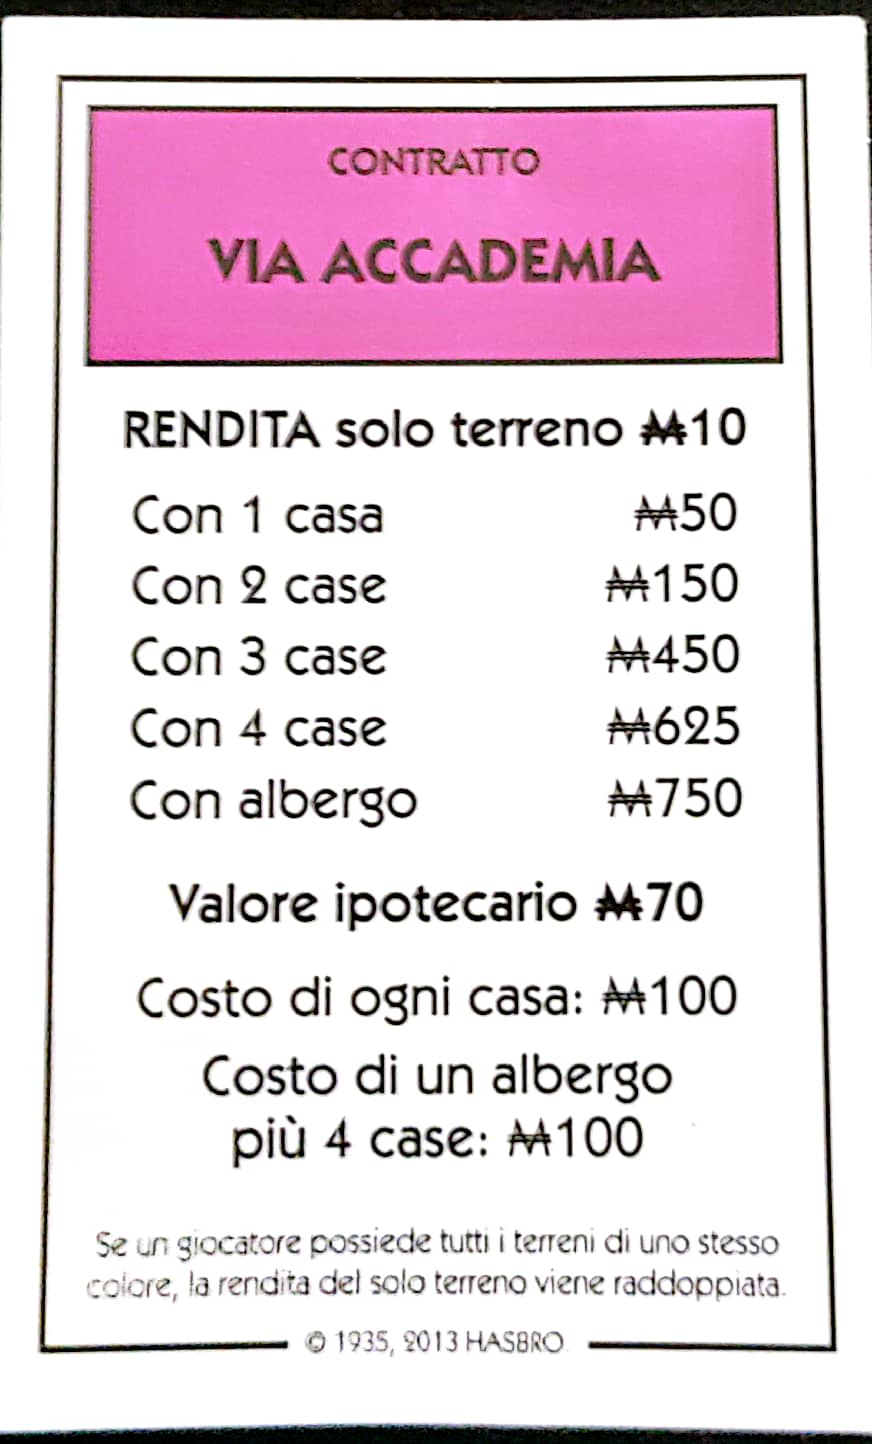 CONTRATTO
VIA ACCADEMIA
RENDITA solo terreno ₩10
Con 1 casa ₩50
Con 2 case ₩150
Con 3 case ₩450
Con 4 case ₩625
Con albergo ₩750
Valore ipotecario ₩70
Costo di ogni casa: ₩100
Costo di un albergo
più 4 case: ₩100
Se un giocatore possiede tutti i terreni di uno stesso
colore, la rendita del solo terreno viene raddoppiata.
© 1935, 2013 HASBRO